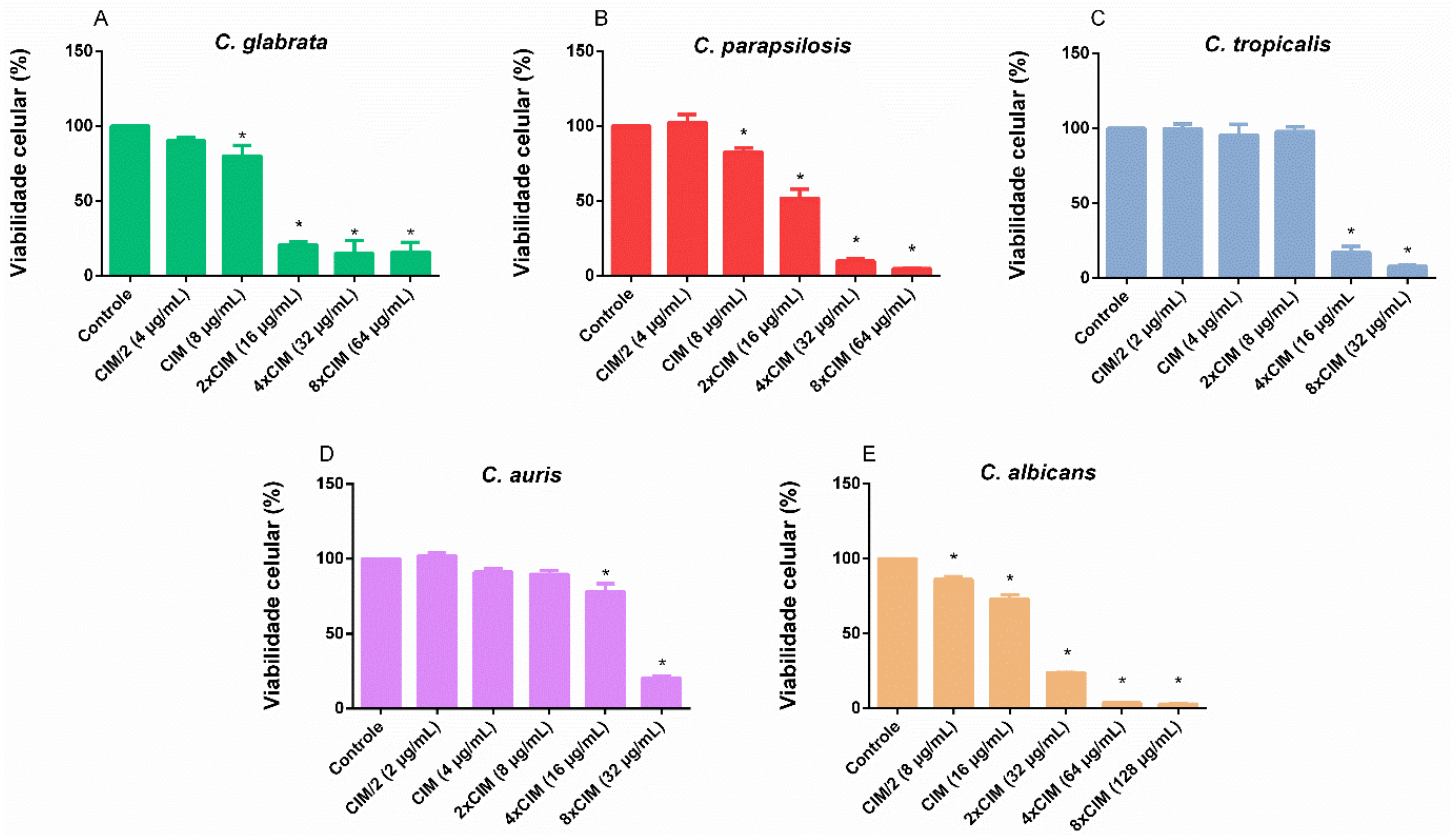 A
C. glabrata
Viabilidade celular (%)
150
100
50
0
Controle
CIM/2 (4 µg/mL)
CIM (8 µg/mL)
2xCIM (16 µg/mL)
4xCIM (32 µg/mL)
8xCIM (64 µg/mL)
*
*
*
*
B
C. parapsilosis
Viabilidade celular (%)
150
100
50
0
Controle
CIM/2 (4 µg/mL)
CIM (8 µg/mL)
2xCIM (16 µg/mL)
4xCIM (32 µg/mL)
8xCIM (64 µg/mL)
*
*
*
*
C
C. tropicalis
Viabilidade celular (%)
150
100
50
0
Controle
CIM/2 (2 µg/mL)
CIM (4 µg/mL)
2xCIM (8 µg/mL)
4xCIM (16 µg/mL
8xCIM (32 µg/mL)
*
*
D
C. auris
Viabilidade celular (%)
150
100
50
0
Controle
CIM/2 (2 µg/mL)
CIM (4 µg/mL)
2xCIM (8 µg/mL)
4xCIM (16 µg/mL)
8xCIM (32 µg/mL)
*
*
E
C. albicans
Viabilidade celular (%)
150
100
50
0
Controle
CIM/2 (8 µg/mL)
CIM (16 µg/mL)
2xCIM (32 µg/mL)
4xCIM (64 µg/mL)
8xCIM (128 µg/mL)
*
*
*
*
*